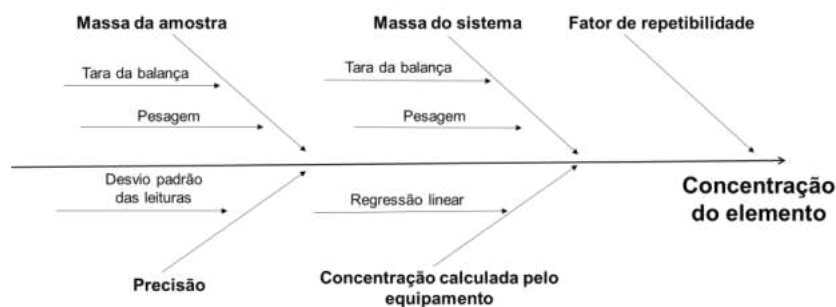 Massa da amostra
Massa do sistema
Fator de repetibilidade
Tara da balança
Tara da balança
Pesagem
Pesagem
Desvio padrão
das leituras
Regressão linear
Concentração
do elemento
Precisão
Concentração calculada pelo
equipamento